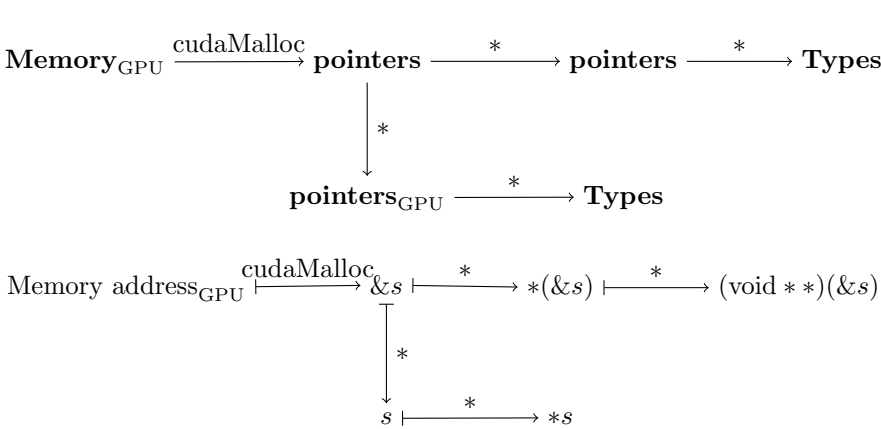 cudaMalloc * *
Memory_GPU pointers pointers Types
*
*
pointers_GPU Types
cudaMalloc * *
Memory address_GPU &s *(&s) (void * *)(&s)
*
*
s *s